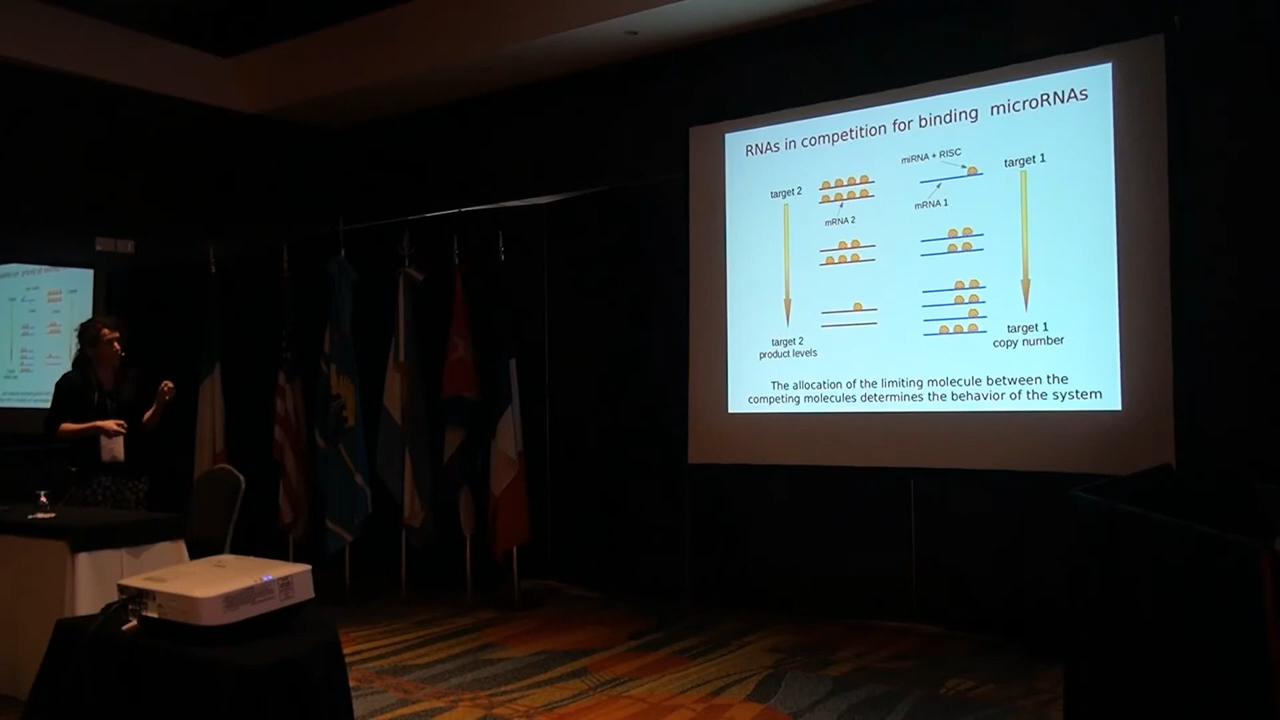 RNAs in competition for binding microRNAs
miRNA + RISC
target 1
target 2
mRNA 1
mRNA 2
target 2
product levels
target 1
copy number
The allocation of the limiting molecule between the
competing molecules determines the behavior of the system